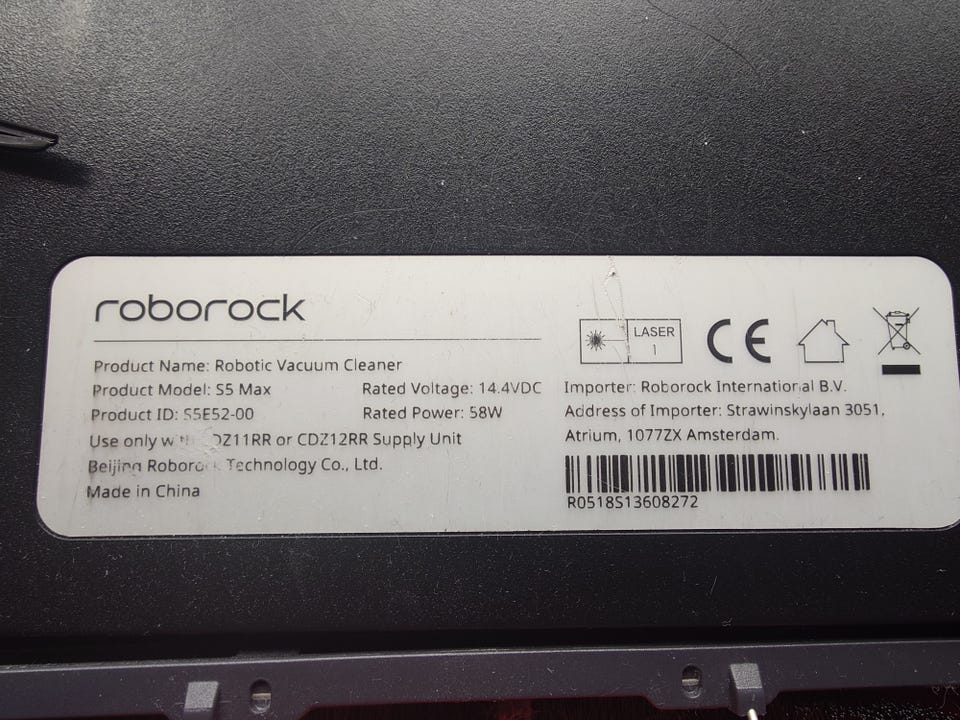 roborock
Product Name: Robotic Vacuum Cleaner
Product Model: S5 Max
Rated Voltage: 14.4VDC
Product ID: S5E52-00
Rated Power: 58W
Use only or CDZ12RR Supply Unit
Beijing Technology Co., Ltd.
Made in China
LASER
1
CE
Importer: Roborock International B.V.
Address of Importer: Strawinskylaan 3051,
Atrium, 1077ZX Amsterdam.
R0518S13608272